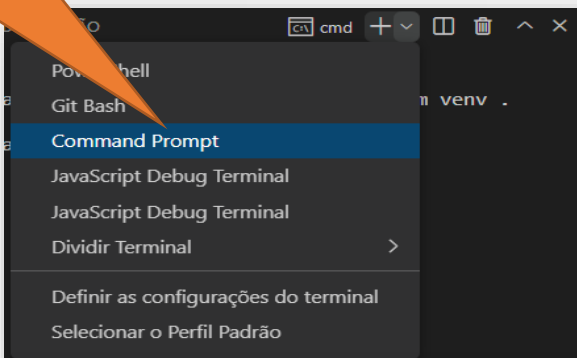 cmd
m venv .
Git Bash
Command Prompt
JavaScript Debug Terminal
JavaScript Debug Terminal
Dividir Terminal
Definir as configurações do terminal
Selecionar o Perfil Padrão